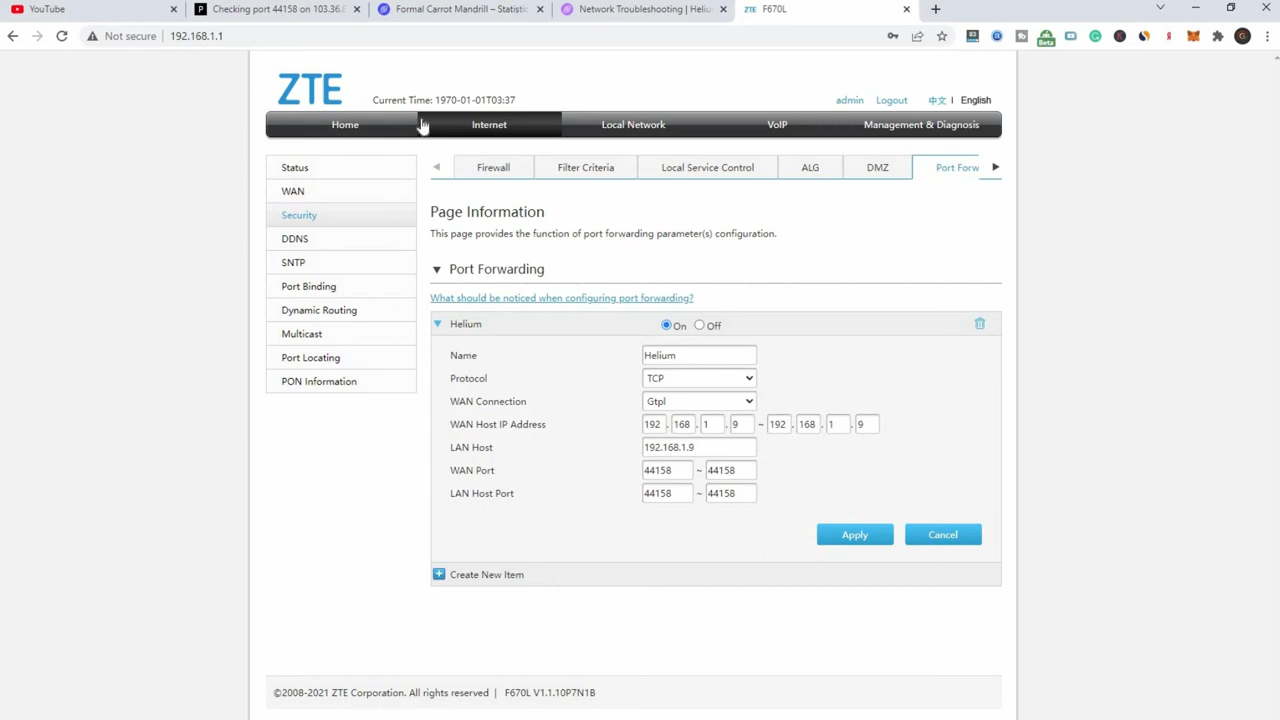 YouTube
Checking port 44158 on 103.36.8
Formal Carrot Mandrill – Statistic
Network Troubleshooting | Heliu
F670L
Not secure
192.168.1.1
Beta
ZTE
Current Time: 1970-01-01T03:37
admin
Logout
中文 | English
Home
Internet
Local Network
VoIP
Management & Diagnosis
Status
WAN
Security
DDNS
SNTP
Port Binding
Dynamic Routing
Multicast
Port Locating
PON Information
Firewall
Filter Criteria
Local Service Control
ALG
DMZ
Port Forw
Page Information
This page provides the function of port forwarding parameter(s) configuration.
Port Forwarding
What should be noticed when configuring port forwarding?
Helium
On Off
Name Helium
Protocol TCP
WAN Connection Gtpl
WAN Host IP Address 192 . 168 . 1 . 9 ~ 192 . 168 . 1 . 9
LAN Host 192.168.1.9
WAN Port 44158 ~ 44158
LAN Host Port 44158 ~ 44158
Apply
Cancel
Create New Item
©2008-2021 ZTE Corporation. All rights reserved | F670L V1.1.10P7N1B